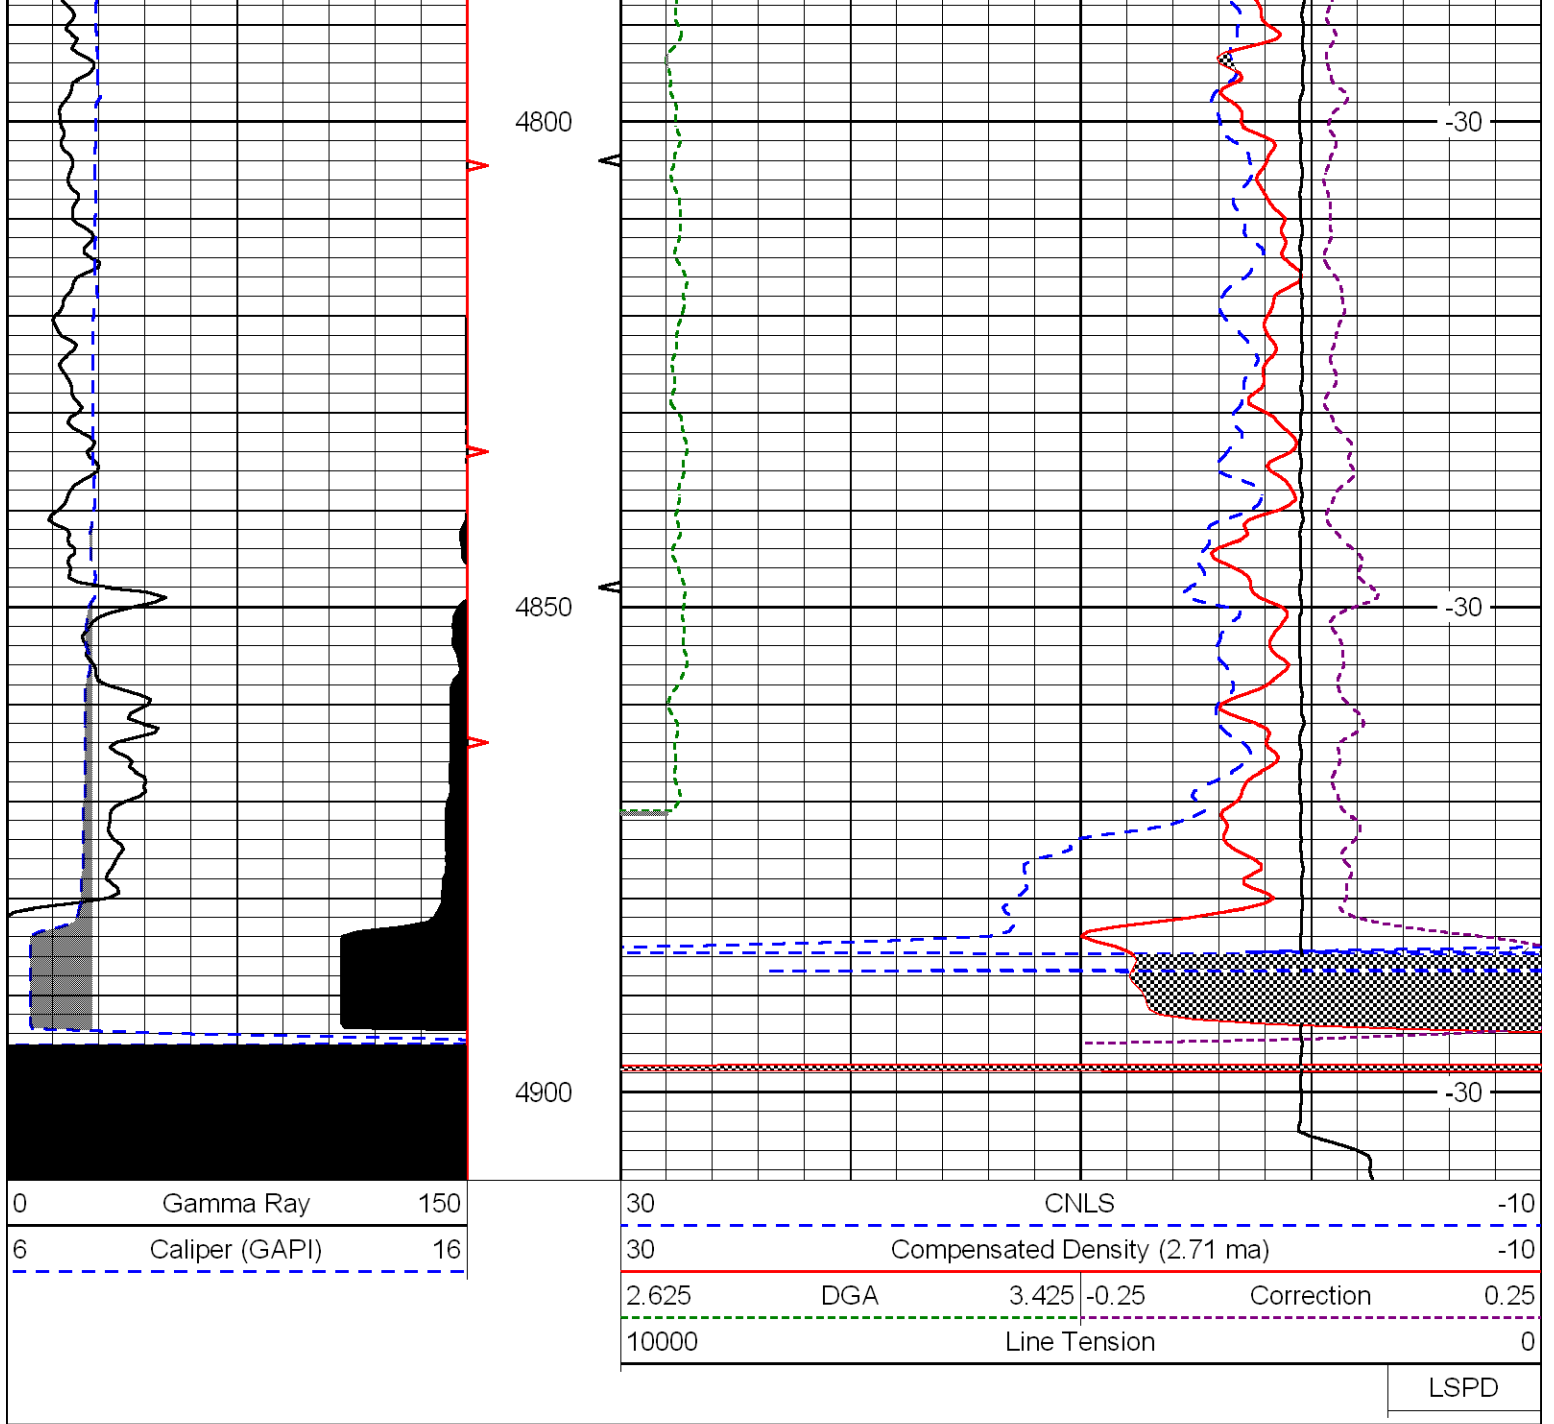 4800 -30
4850 -30
4900 -30
0 Gamma Ray 150
6 Caliper (GAPI) 16
30 CNLS -10
30 Compensated Density (2.71 ma) -10
2.625 DGA 3.425 -0.25 Correction 0.25
10000 Line Tension 0
LSPD